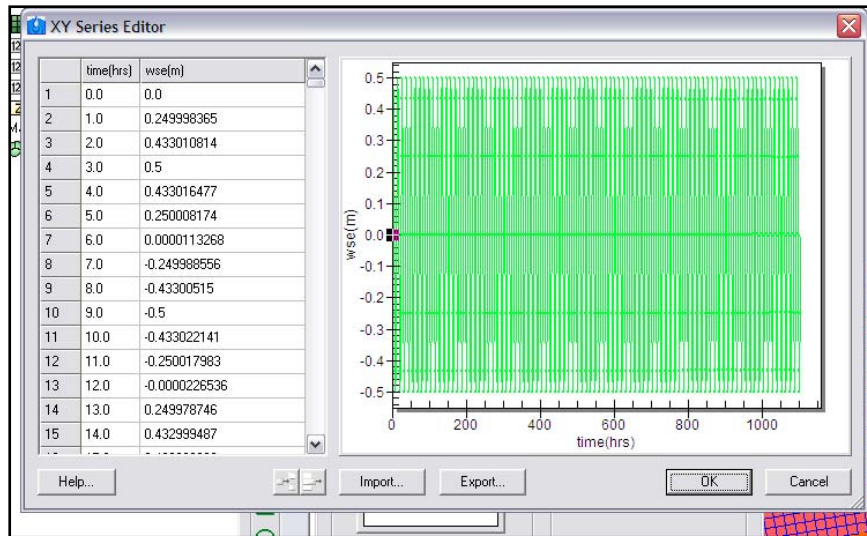 XY Series Editor
time(hrs) wse(m)
1 0.0 0.0
2 1.0 0.249998365
3 2.0 0.433010814
4 3.0 0.5
5 4.0 0.433016477
6 5.0 0.250008174
7 6.0 0.0000113268
8 7.0 -0.249988556
9 8.0 -0.43300515
10 9.0 -0.5
11 10.0 -0.433022141
12 11.0 -0.250017983
13 12.0 -0.0000226536
14 13.0 0.249978746
15 14.0 0.432999487
0.5
0.4
0.3
0.2
0.1
0.0
-0.1
-0.2
-0.3
-0.4
-0.5
wse(m)
0 200 400 600 800 1000
time(hrs)
Help... Import... Export... OK Cancel